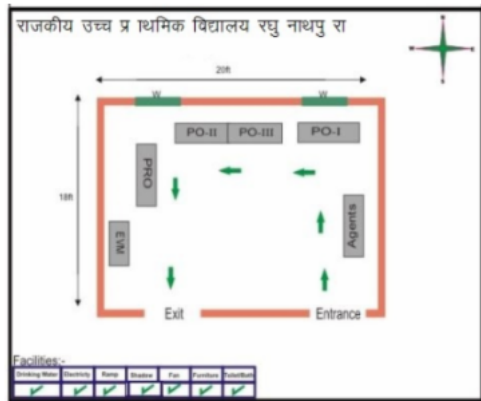 राजकीय उच्च प्राथमिक विद्यालय रघु नाथपु रा
20ft
W W
PO-II PO-III PO-I
PRO
18ft
Agents
EVM
Exit Entrance
Facilities:-
Drinking Water Electricity Ramp Shadow Fan Furniture Toilet/Bath